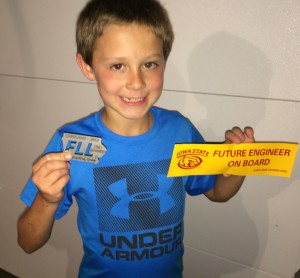 FLL
IOWA STATE
FUTURE ENGINEER
ON BOARD
UNDER
ARMOUR